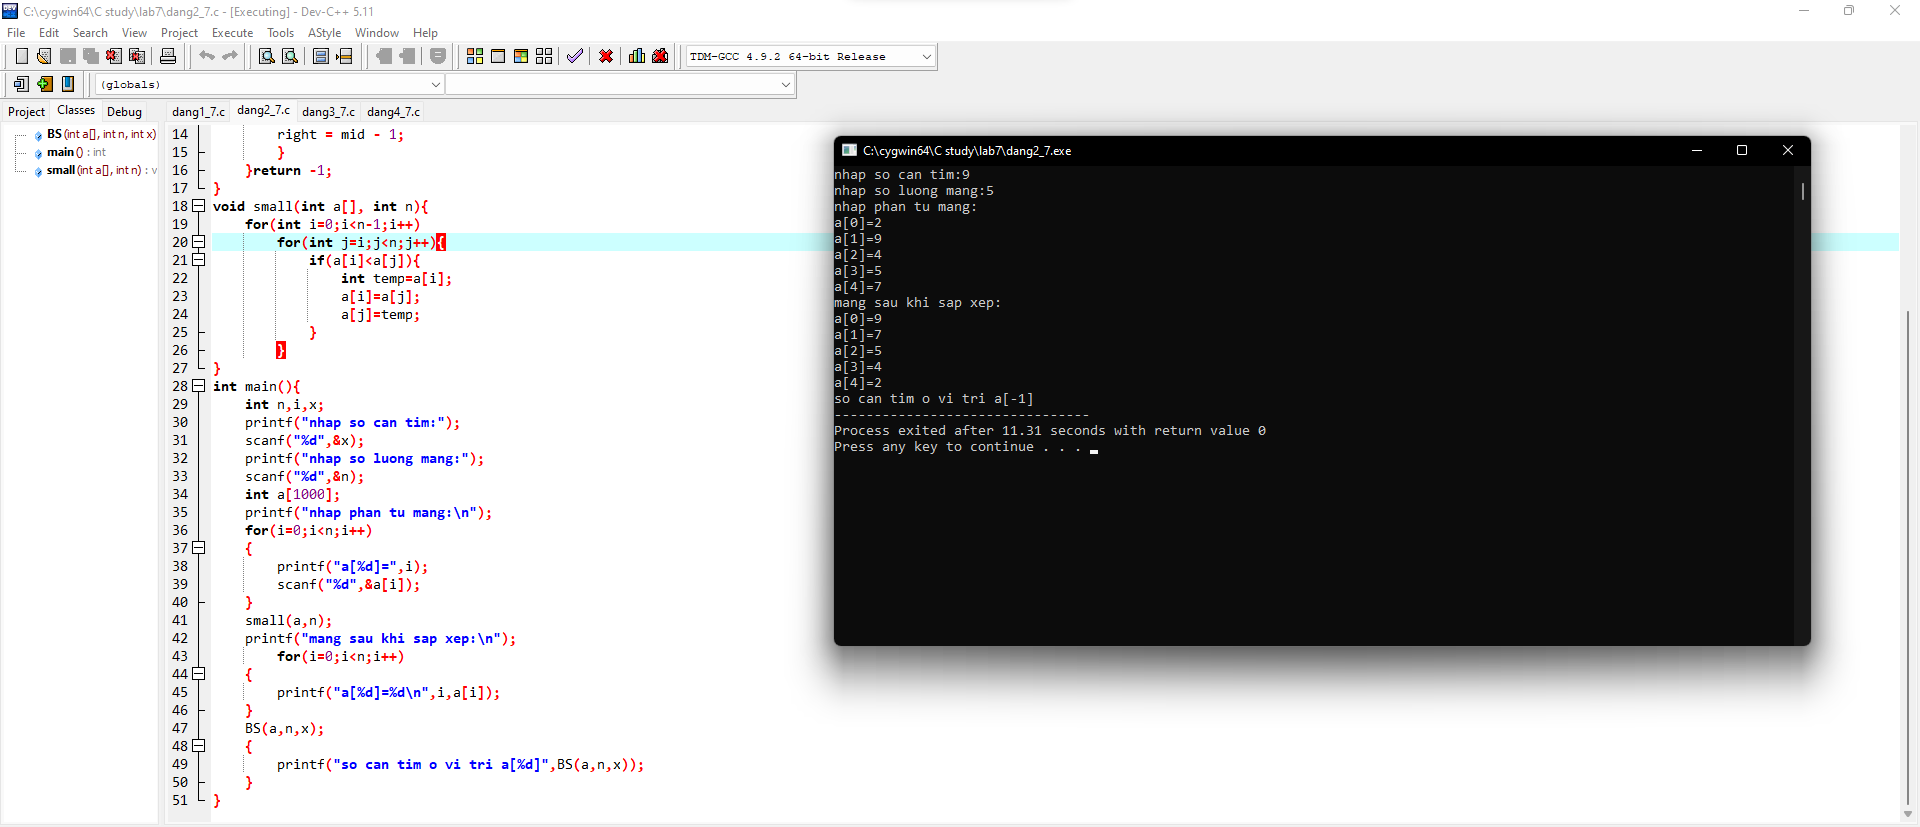 C:\cygwin64\C study\lab7\dang2_7.c - [Executing] - Dev-C++ 5.11
File Edit Search View Project Execute Tools AStyle Window Help
TDM-GCC 4.9.2 64-bit Release
(globals)
Project Classes Debug
dang1_7.c dang2_7.c dang3_7.c dang4_7.c
BS (int a[], int n, int x)
main () : int
small (int a[], int n) : v
14 right = mid - 1;
15 }
16 }return -1;
17 }
18 void small(int a[], int n){
19 for(int i=0;i<n-1;i++)
20 for(int j=i;j<n;j++){
21 if(a[i]<a[j]){
22 int temp=a[i];
23 a[i]=a[j];
24 a[j]=temp;
25 }
26 }
27 }
28 int main(){
29 int n,i,x;
30 printf("nhap so can tim:");
31 scanf("%d",&x);
32 printf("nhap so luong mang:");
33 scanf("%d",&n);
34 int a[1000];
35 printf("nhap phan tu mang:\n");
36 for(i=0;i<n;i++)
37 {
38 printf("a[%d]=",i);
39 scanf("%d",&a[i]);
40 }
41 small(a,n);
42 printf("mang sau khi sap xep:\n");
43 for(i=0;i<n;i++)
44 {
45 printf("a[%d]=%d\n",i,a[i]);
46 }
47 BS(a,n,x);
48 {
49 printf("so can tim o vi tri a[%d]",BS(a,n,x));
50 }
51 }
C:\cygwin64\C study\lab7\dang2_7.exe
nhap so can tim:9
nhap so luong mang:5
nhap phan tu mang:
a[0]=2
a[1]=9
a[2]=4
a[3]=5
a[4]=7
mang sau khi sap xep:
a[0]=9
a[1]=7
a[2]=5
a[3]=4
a[4]=2
so can tim o vi tri a[-1]
--------------------------------
Process exited after 11.31 seconds with return value 0
Press any key to continue . . .